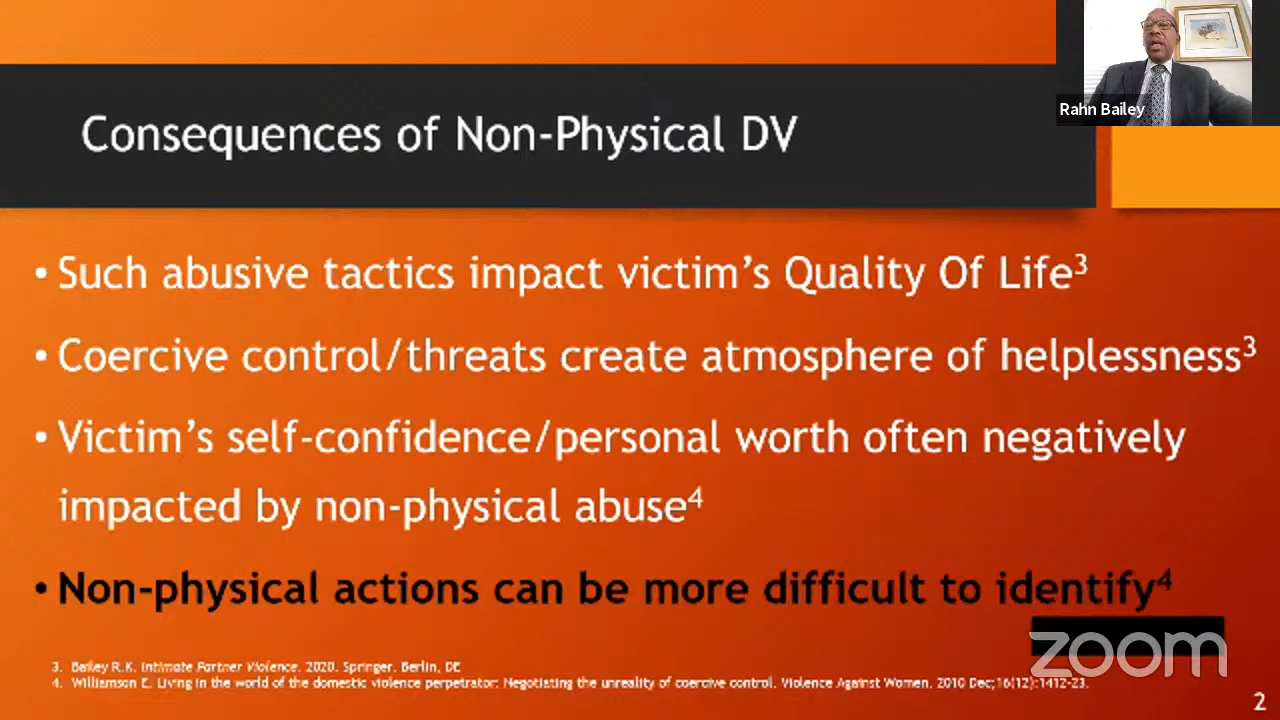 Rahn Bailey
Consequences of Non-Physical DV
• Such abusive tactics impact victim's Quality Of Life3
• Coercive control/threats create atmosphere of helplessness3
• Victim's self-confidence/personal worth often negatively
impacted by non-physical abuse4
• Non-physical actions can be more difficult to identify4
3. Bailey R.K. Intimate Partner Violence. 2020. Springer. Berlin, DE
4. Williamson E. Living in the world of the domestic violence perpetrator: Negotiating the unreality of coercive control. Violence Against Women. 2010 Dec;16(12):1412-23.
zoom
2